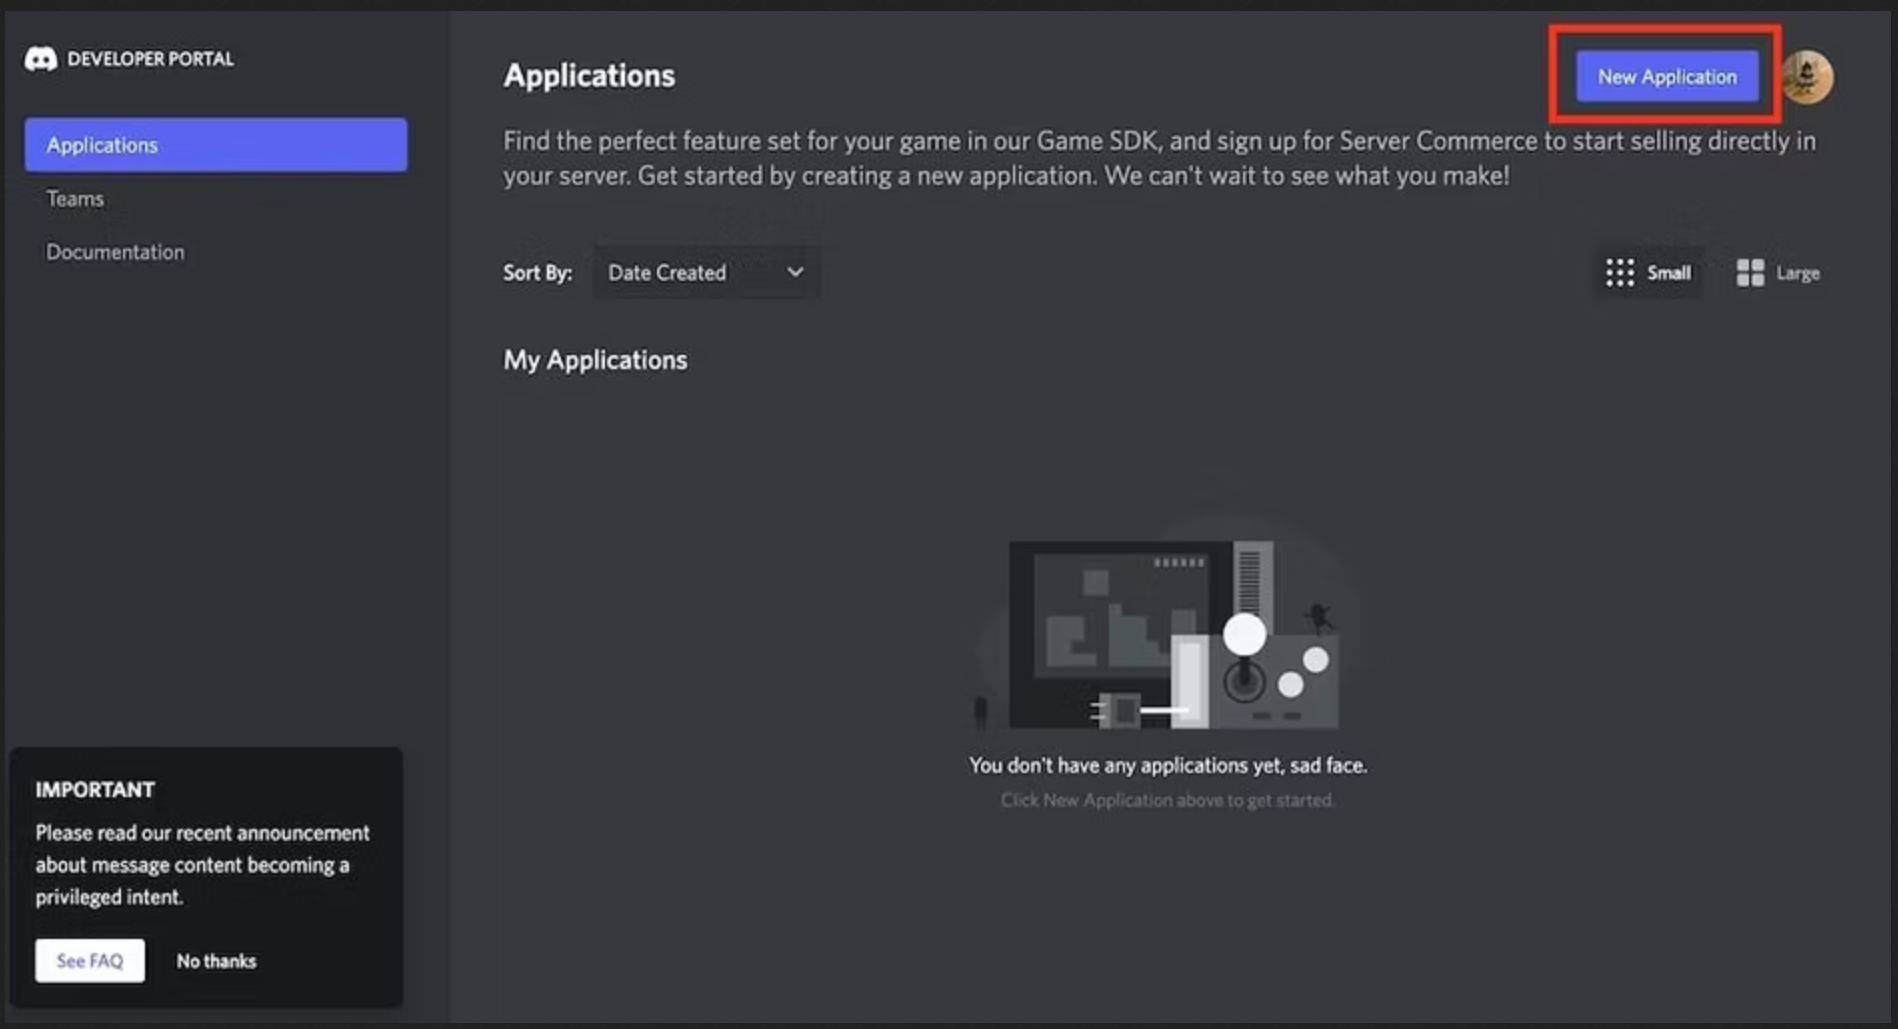 DEVELOPER PORTAL
Applications
Teams
Documentation
Applications
New Application
Find the perfect feature set for your game in our Game SDK, and sign up for Server Commerce to start selling directly in
your server. Get started by creating a new application. We can't wait to see what you make!
Sort By: Date Created
Small Large
My Applications
You don't have any applications yet, sad face.
Click New Application above to get started.
IMPORTANT
Please read our recent announcement
about message content becoming a
privileged intent.
See FAQ No thanks